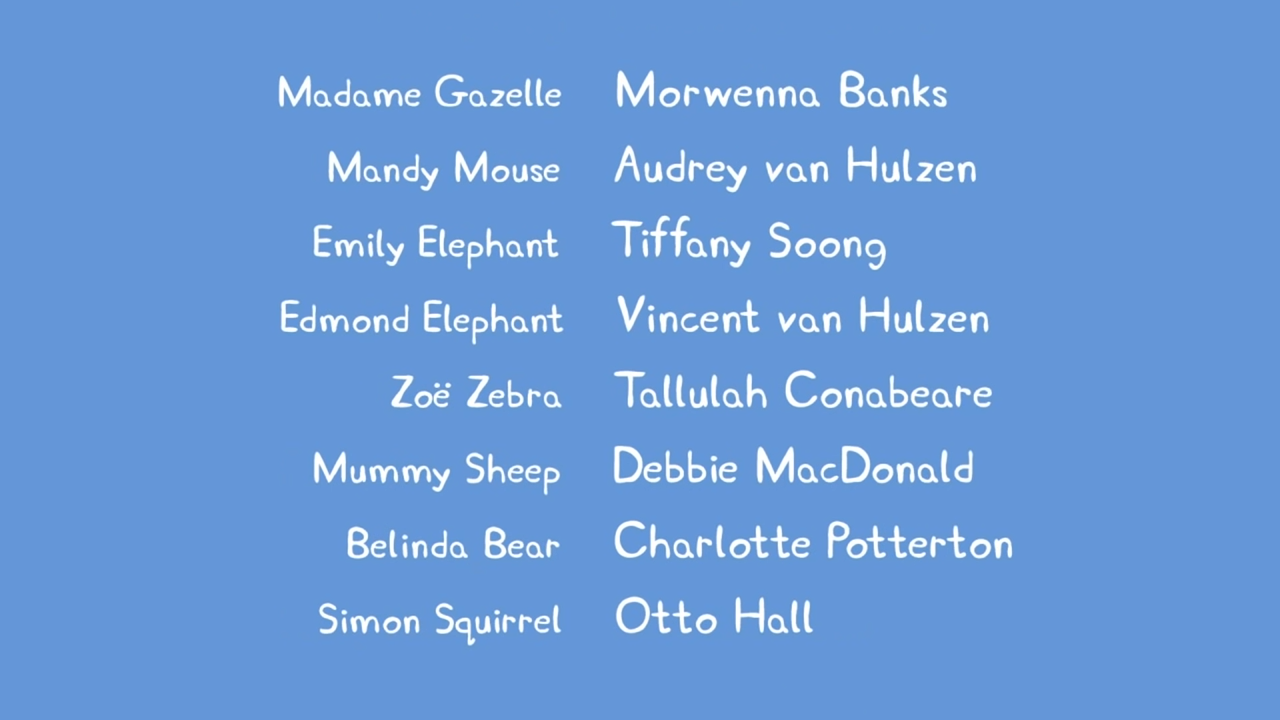 Madame Gazelle Morwenna Banks
Mandy Mouse Audrey van Hulzen
Emily Elephant Tiffany Soong
Edmond Elephant Vincent van Hulzen
Zoë Zebra Tallulah Conabeare
Mummy Sheep Debbie MacDonald
Belinda Bear Charlotte Potterton
Simon Squirrel Otto Hall